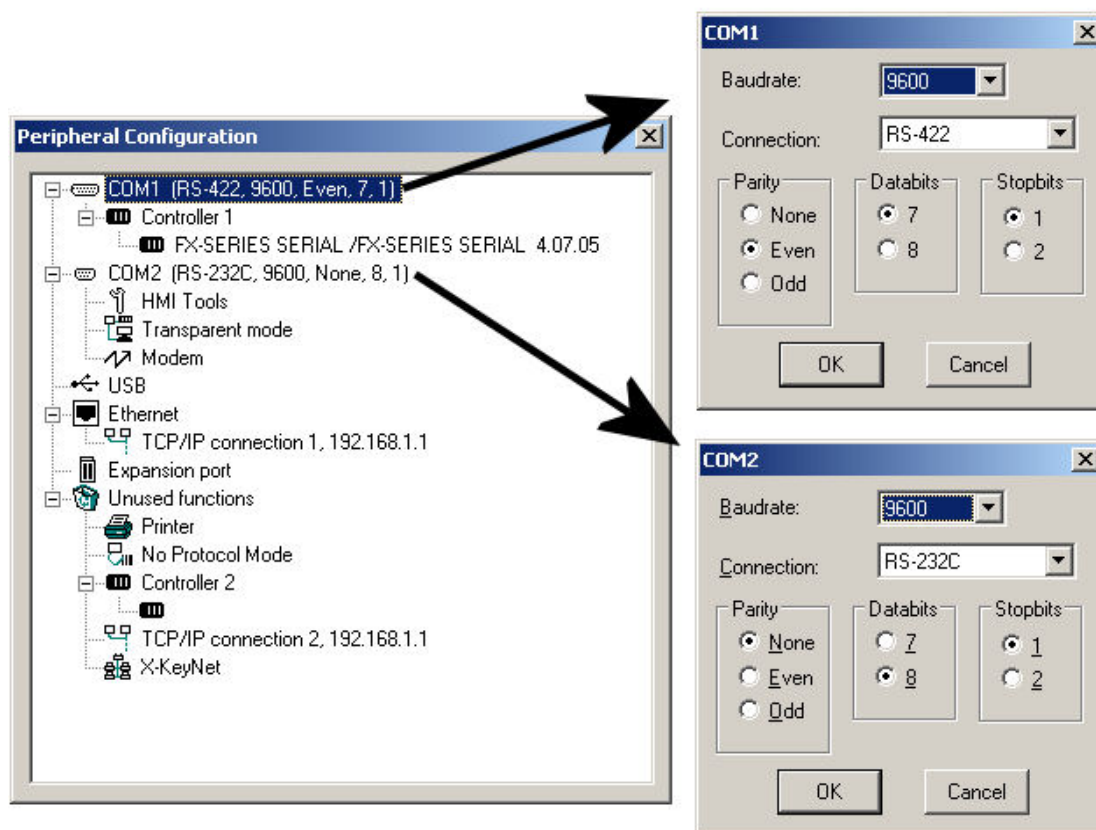 Peripheral Configuration
COM1 (RS-422, 9600, Even, 7, 1)
Controller 1
FX-SERIES SERIAL /FX-SERIES SERIAL 4.07.05
COM2 (RS-232C, 9600, None, 8, 1)
HMI Tools
Transparent mode
Modem
USB
Ethernet
TCP/IP connection 1, 192.168.1.1
Expansion port
Unused functions
Printer
No Protocol Mode
Controller 2
TCP/IP connection 2, 192.168.1.1
X-KeyNet
COM1
Baudrate: 9600
Connection: RS-422
Parity Databits Stopbits
None 7 1
Even 8 2
Odd
OK Cancel
COM2
Baudrate: 9600
Connection: RS-232C
Parity Databits Stopbits
None 7 1
Even 8 2
Odd
OK Cancel